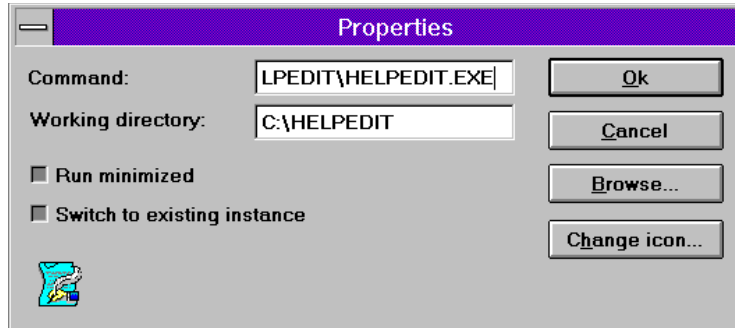 Properties
Command: LPEDIT\HELPEDIT.EXE Ok
Working directory: C:\HELPEDIT Cancel
Run minimized Browse...
Switch to existing instance
Change icon...